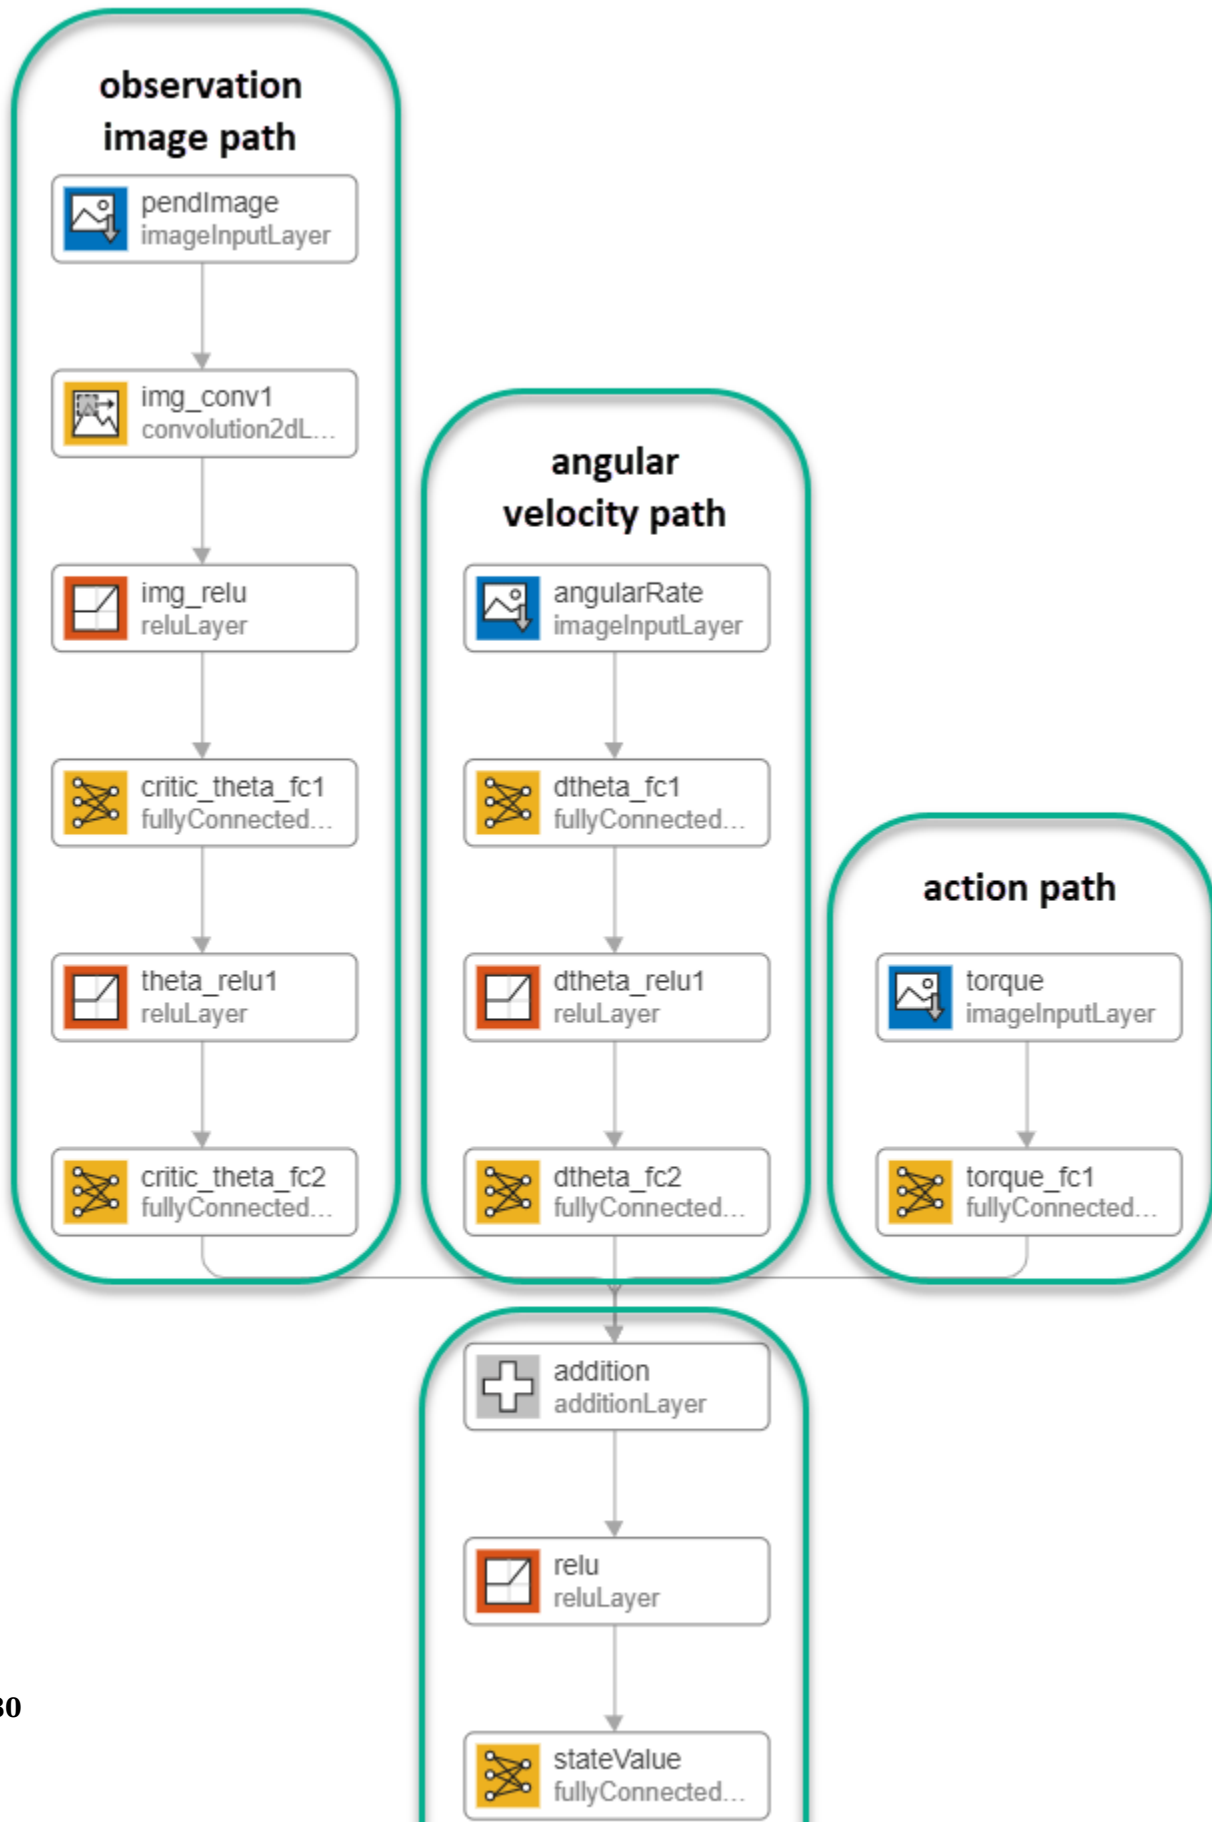 observation
image path
pendImage
imageInputLayer
img_conv1
convolution2dL...
img_relu
reluLayer
critic_theta_fc1
fullyConnected...
theta_relu1
reluLayer
critic_theta_fc2
fullyConnected...
angular
velocity path
angularRate
imageInputLayer
dtheta_fc1
fullyConnected...
dtheta_relu1
reluLayer
dtheta_fc2
fullyConnected...
action path
torque
imageInputLayer
torque_fc1
fullyConnected...
addition
additionLayer
relu
reluLayer
stateValue
fullyConnected...